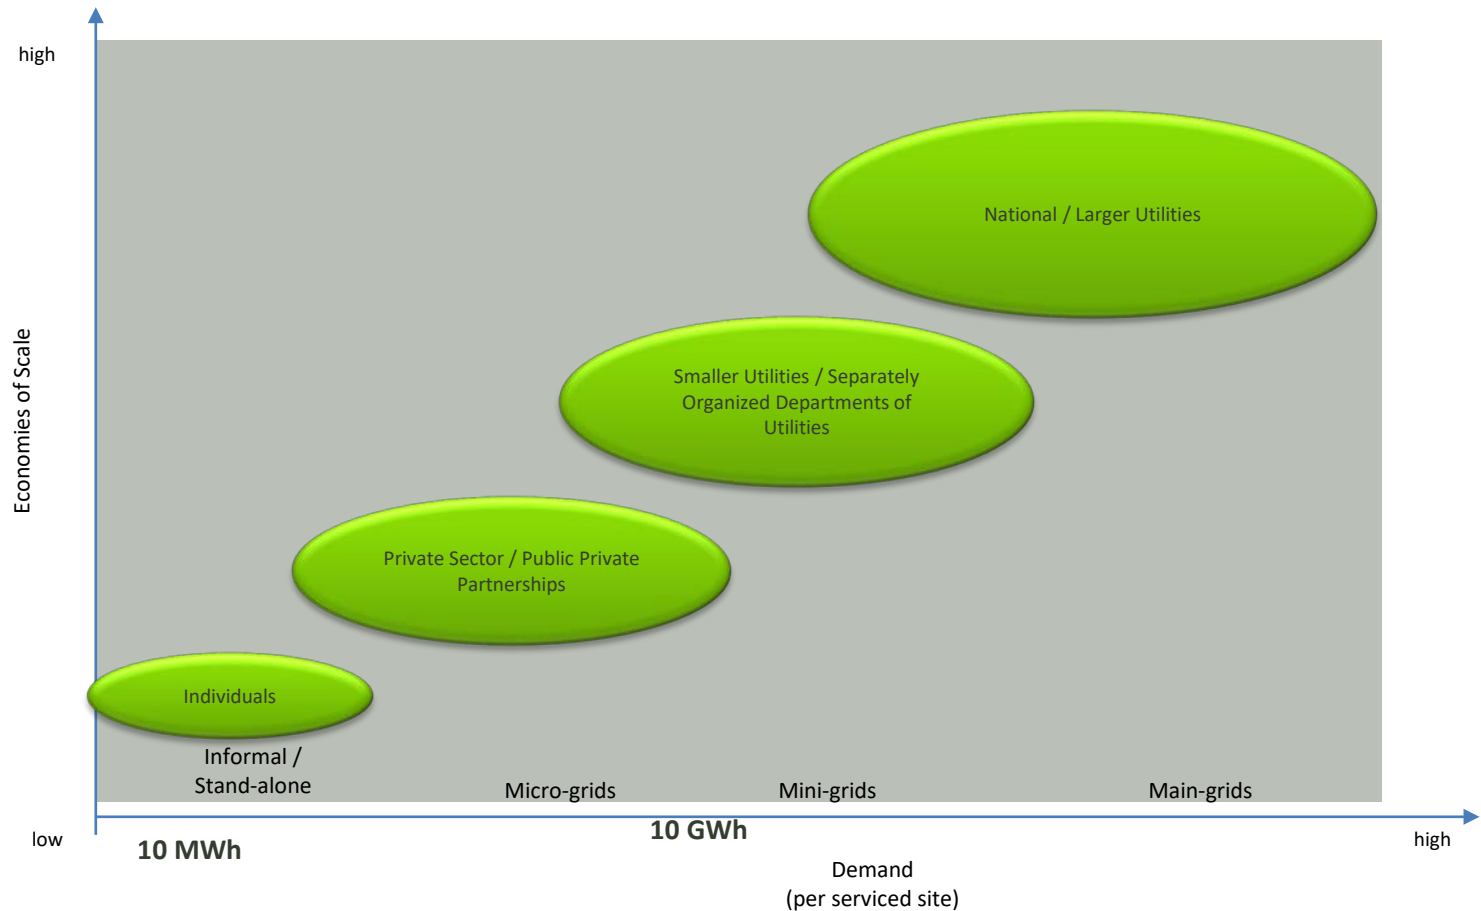 high
National / Larger Utilities
Economies of Scale
Smaller Utilities / Separately
Organized Departments of
Utilities
Private Sector / Public Private
Partnerships
Individuals
Informal /
Stand-alone
Micro-grids
Mini-grids
Main-grids
low
10 MWh
10 GWh
high
Demand
(per serviced site)